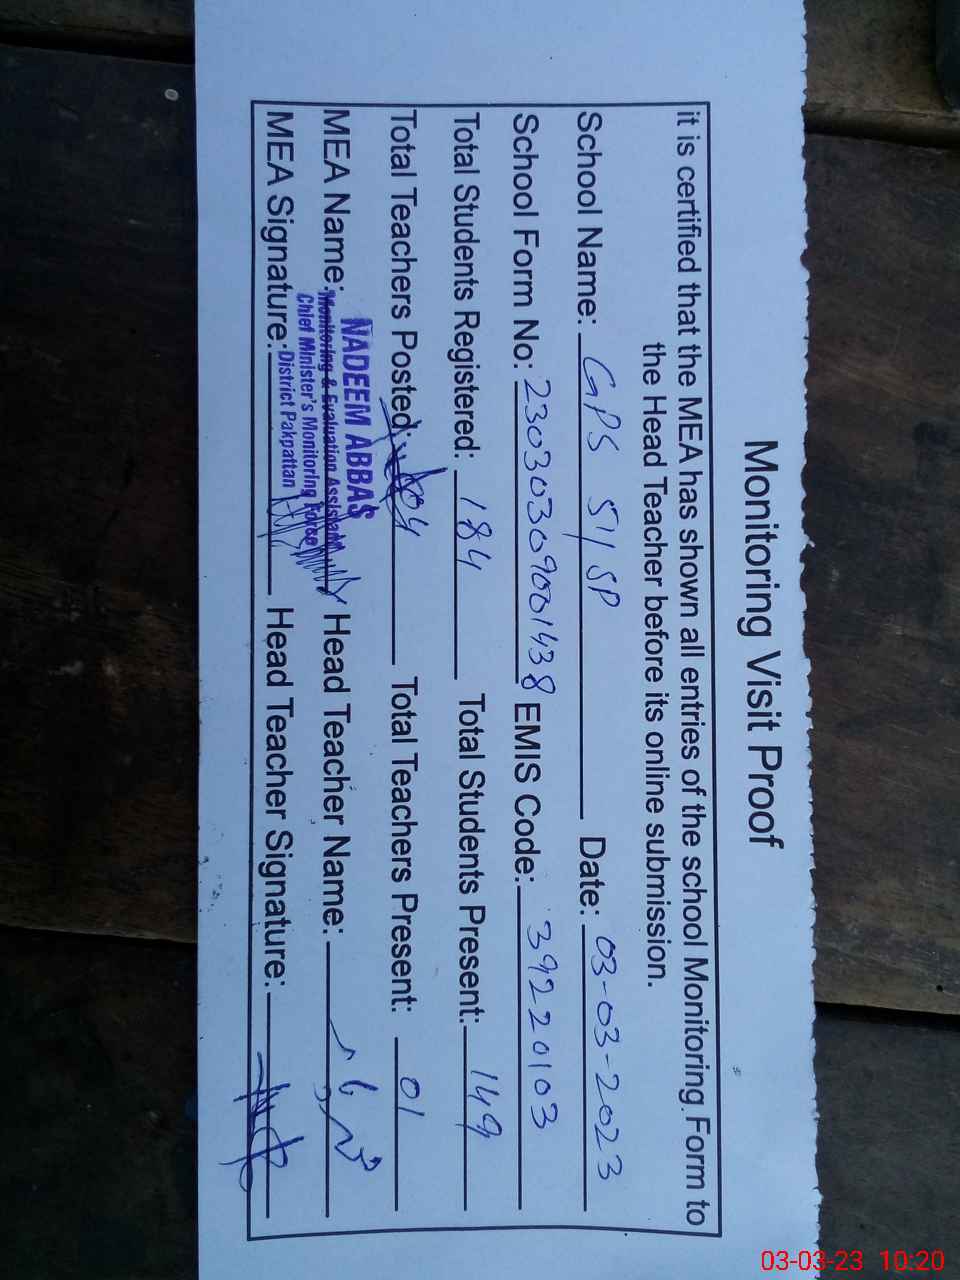 Monitoring Visit Proof
it is certified that the MEA has shown all entries of the school Monitoring Form to
the Head Teacher before its online submission.
School Name: GPS 51 SP Date: 03-03-2023
School Form No: 23030309001438 EMIS Code: 39220103
Total Students Registered: 184 Total Students Present: 149
Total Teachers Posted: 04 Total Teachers Present: 01
MEA Name: NADEEM ABBAS Head Teacher Name:
Monitoring & Evaluation Assistant
Chief Minister's Monitoring Force
District Pakpattan
MEA Signature: Head Teacher Signature:
03-03-23 10:20